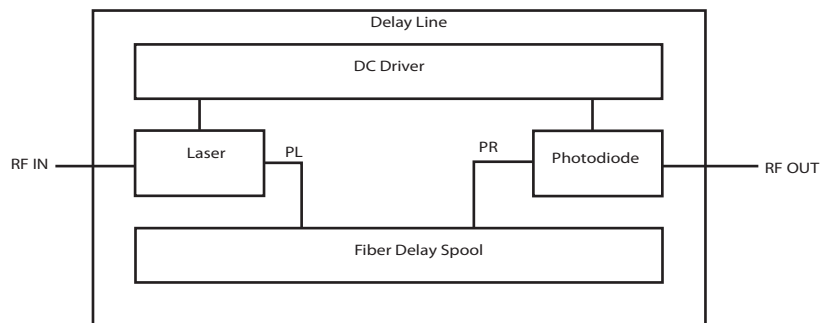 Delay Line
DC Driver
Laser
PL
PR
Photodiode
RF IN
RF OUT
Fiber Delay Spool